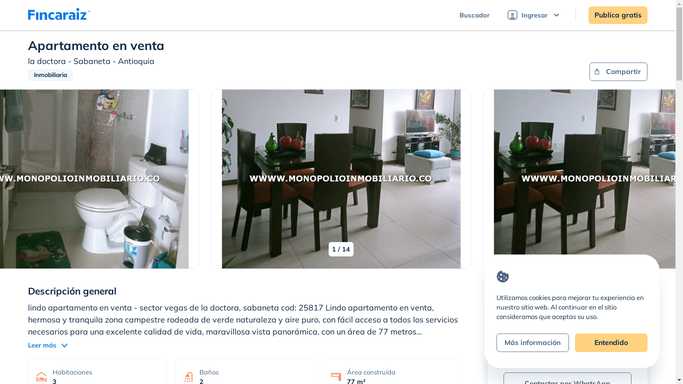 Fincaraiz
Buscador
Ingresar
Publica gratis
Apartamento en venta
la doctora - Sabaneta - Antioquia
Inmobiliaria
Compartir
WWW.MONOPOLIOINMOBILIARIO.CO
WWWW.MONOPOLIOINMOBILIARIO.CO
WWWW.MONOPOLIOINMOBILIAR
1 / 14
Descripción general
lindo apartamento en venta - sector vegas de la doctora, sabaneta cod: 25817 Lindo apartamento en venta,
hermosa y tranquila zona campestre rodeada de verde naturaleza y aire puro, con fácil acceso a todos los servicios
necesarios para una excelente calidad de vida, maravillosa vista panorámica, con un área de 77 metros...
Leer más
Habitaciones
3
Baños
2
Área construida
77 m²
Utilizamos cookies para mejorar tu experiencia en
nuestro sitio web. Al continuar en el sitio
consideramos que aceptas su uso.
Más información
Entendido
Contactar por WhatsApp